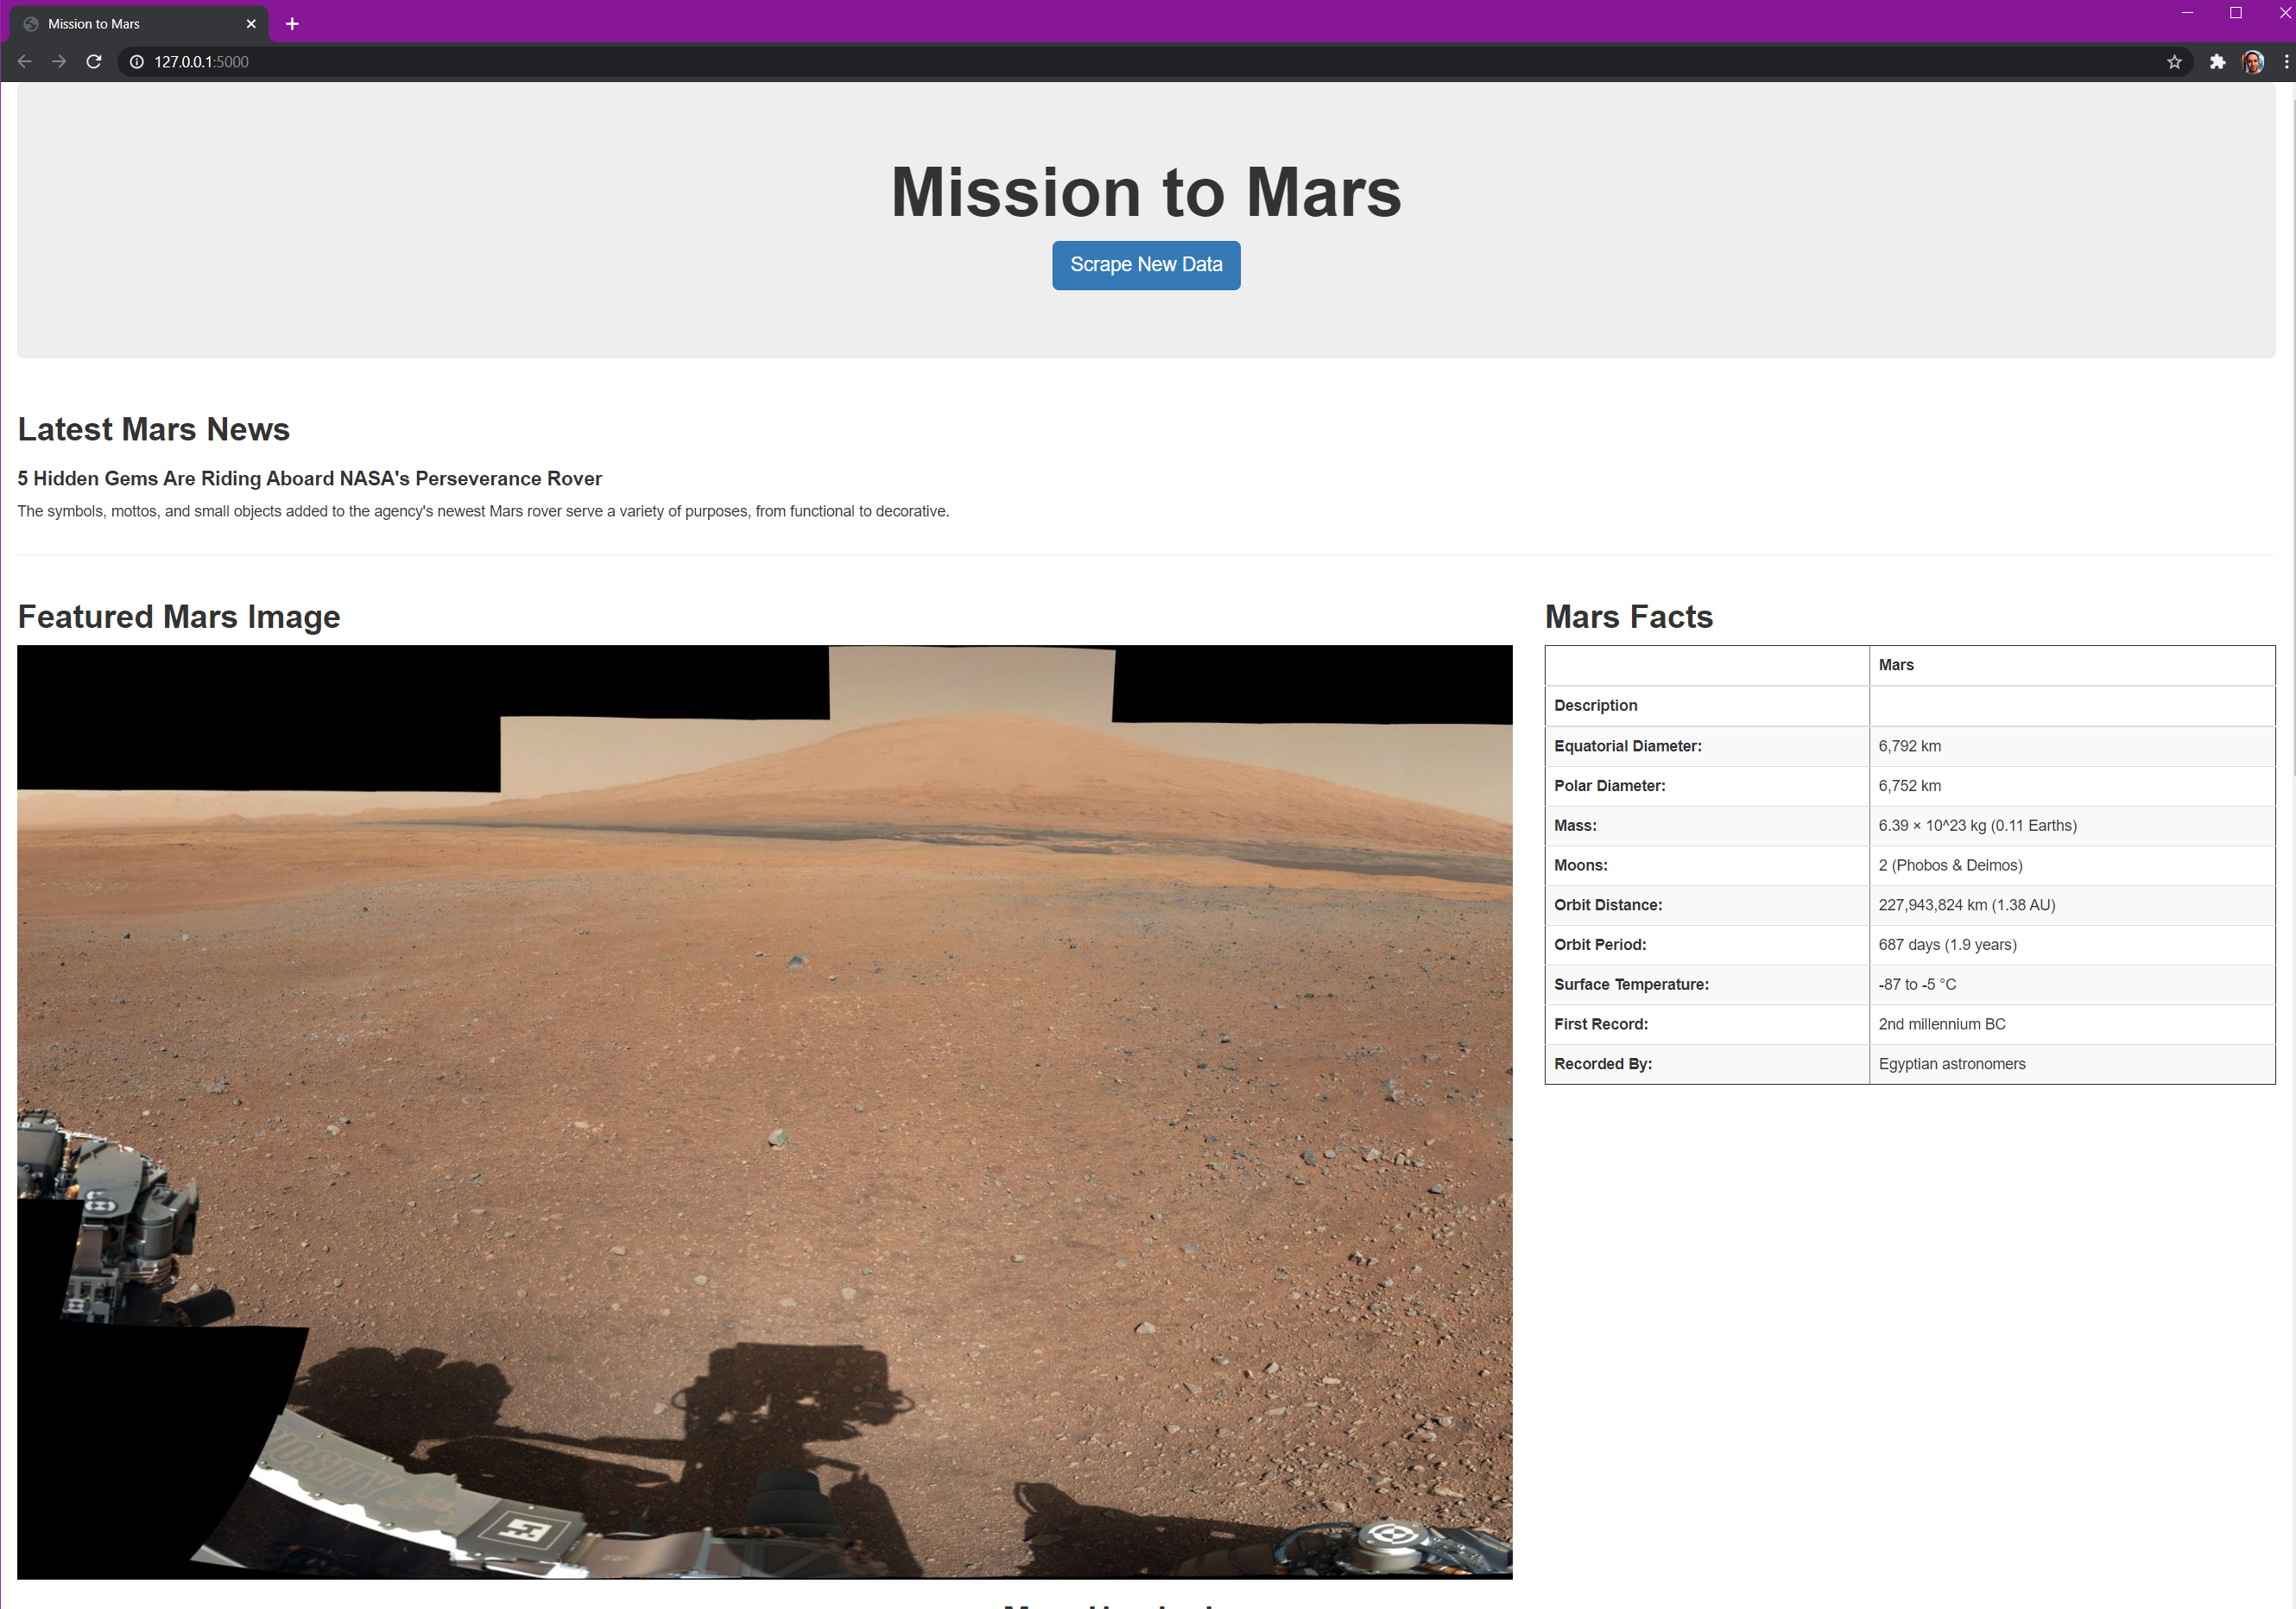 Mission to Mars
127.0.0.1:5000
Mission to Mars
Scrape New Data
Latest Mars News
5 Hidden Gems Are Riding Aboard NASA's Perseverance Rover
The symbols, mottos, and small objects added to the agency's newest Mars rover serve a variety of purposes, from functional to decorative.
Featured Mars Image
Mars Facts
Mars
Description
Equatorial Diameter: 6,792 km
Polar Diameter: 6,752 km
Mass: 6.39 × 10^23 kg (0.11 Earths)
Moons: 2 (Phobos & Deimos)
Orbit Distance: 227,943,824 km (1.38 AU)
Orbit Period: 687 days (1.9 years)
Surface Temperature: -87 to -5 °C
First Record: 2nd millennium BC
Recorded By: Egyptian astronomers